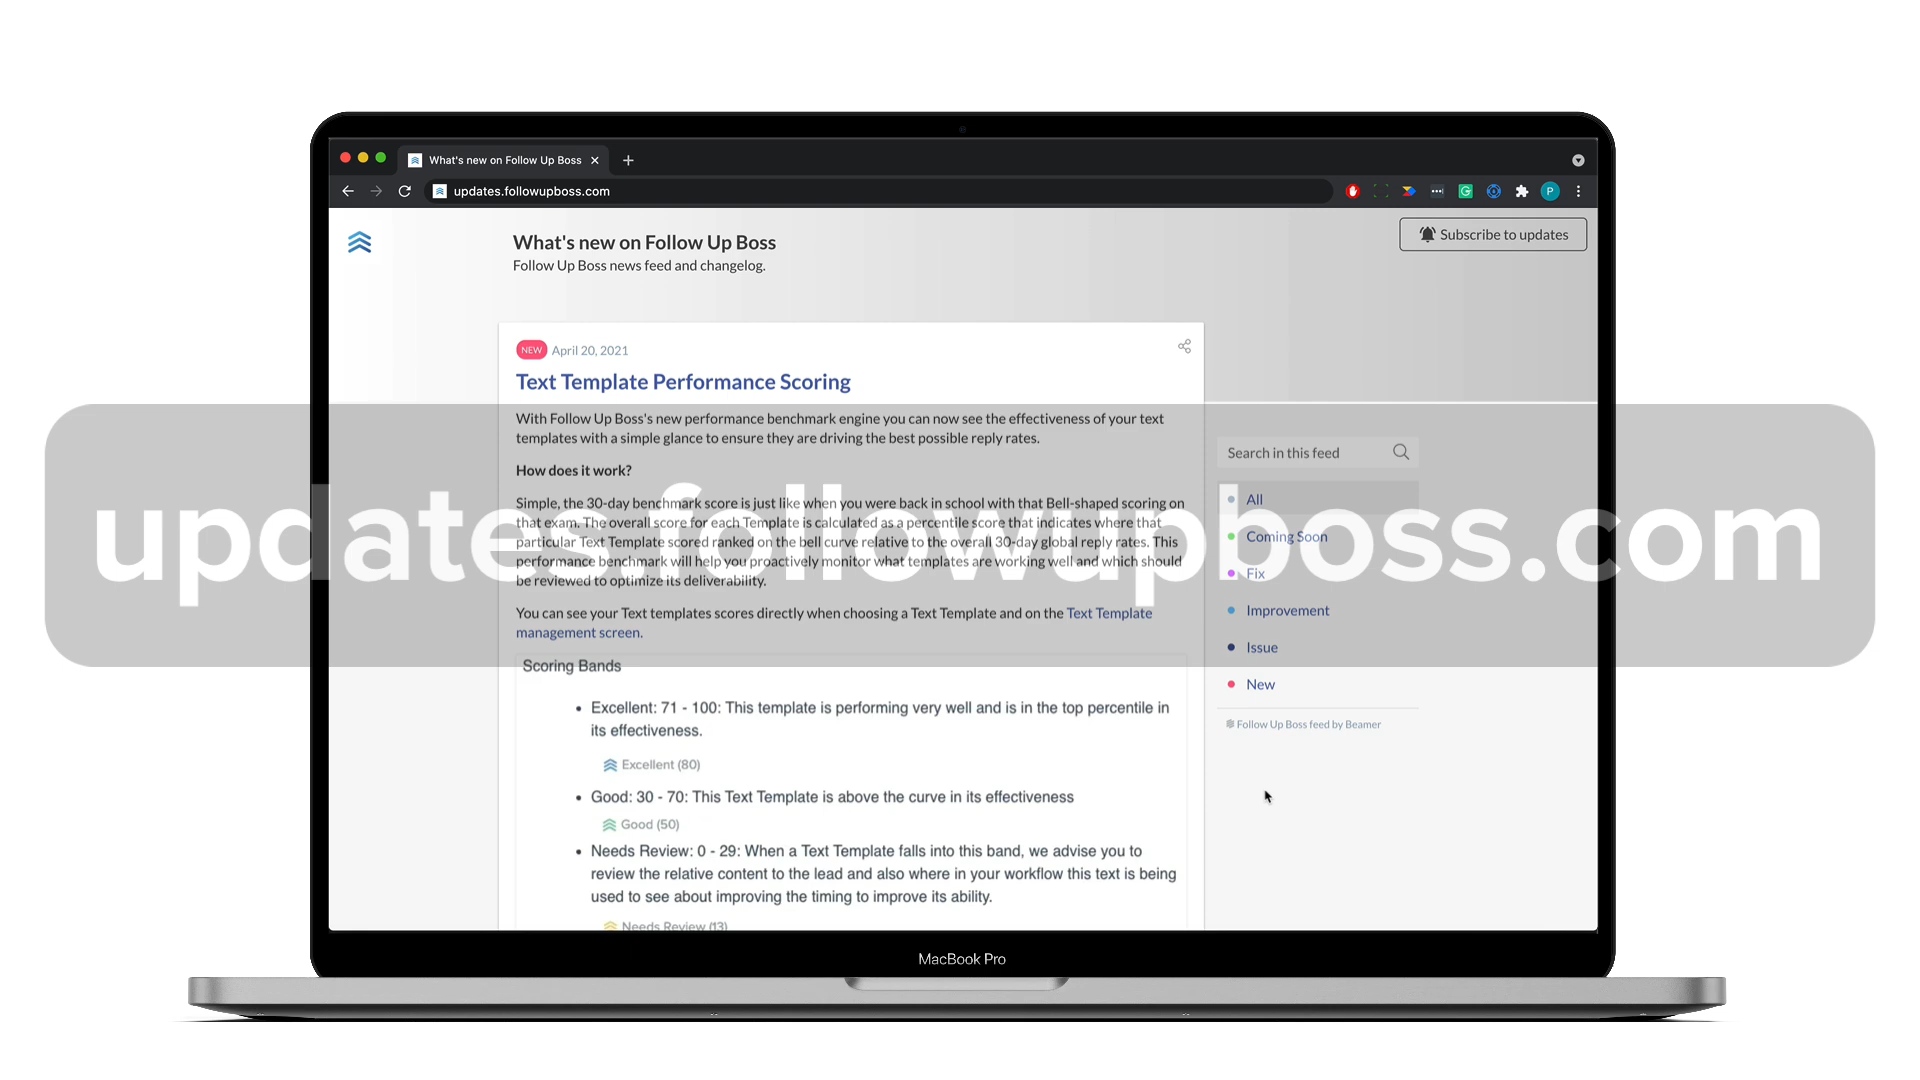 What's new on Follow Up Boss
updates.followupboss.com
P
What's new on Follow Up Boss
Follow Up Boss news feed and changelog.
Subscribe to updates
NEW April 20, 2021
Text Template Performance Scoring
With Follow Up Boss's new performance benchmark engine you can now see the effectiveness of your text
templates with a simple glance to ensure they are driving the best possible reply rates.
How does it work?
Simple, the 30-day benchmark score is just like when you were back in school with that Bell-shaped scoring on
that exam. The overall score for each Template is calculated as a percentile score that indicates where that
particular Text Template scored ranked on the bell curve relative to the overall 30-day global reply rates. This
performance benchmark will help you proactively monitor what templates are working well and which should
be reviewed to optimize its deliverability.
You can see your Text templates scores directly when choosing a Text Template and on the Text Template
management screen.
Scoring Bands
Excellent: 71 - 100: This template is performing very well and is in the top percentile in
its effectiveness.
Excellent (80)
Good: 30 - 70: This Text Template is above the curve in its effectiveness
Good (50)
Needs Review: 0 - 29: When a Text Template falls into this band, we advise you to
review the relative content to the lead and also where in your workflow this text is being
used to see about improving the timing to improve its ability.
Needs Review (13)
Search in this feed
All
Coming Soon
Fix
Improvement
Issue
New
Follow Up Boss feed by Beamer
updates.followupboss.com
MacBook Pro